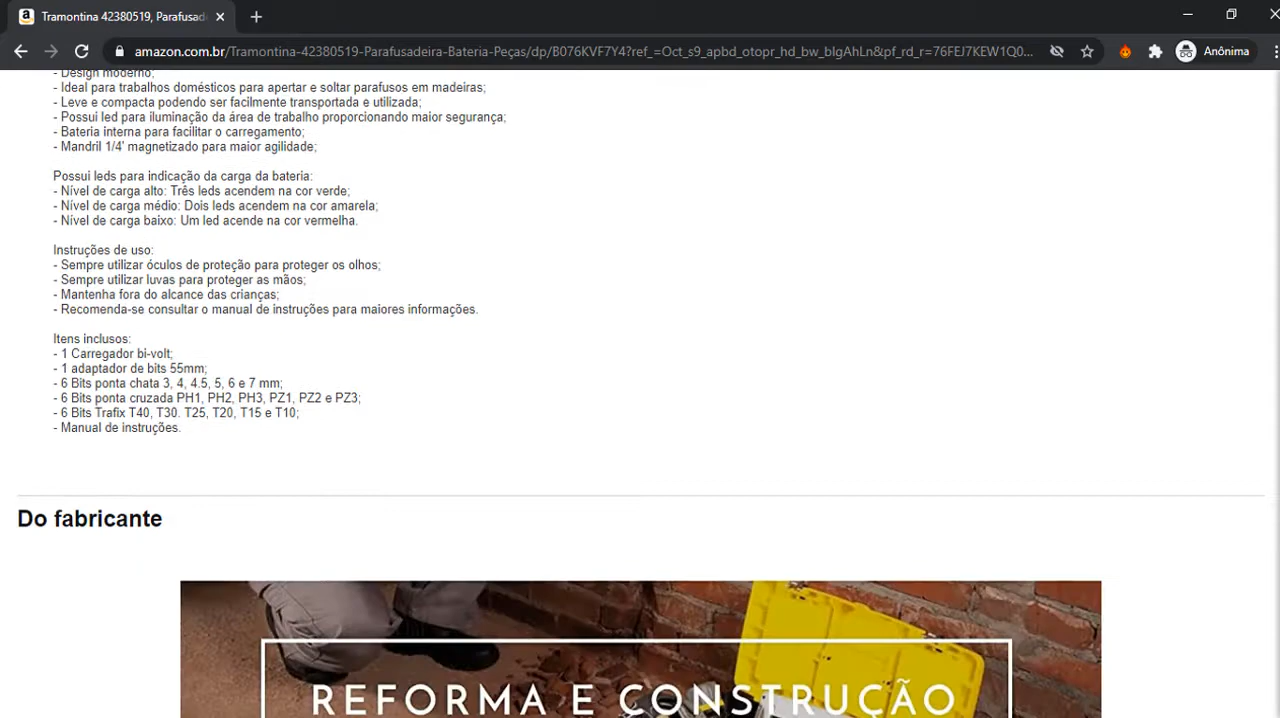 Tramontina 42380519, Parafusade
amazon.com.br/Tramontina-42380519-Parafusadeira-Bateria-Peças/dp/B076KVF7Y4?ref_=Oct_s9_apbd_otopr_hd_bw_blgAhLn&pf_rd_r=76FEJ7KEW1Q0...
Anônima
- Design moderno;
- Ideal para trabalhos domésticos para apertar e soltar parafusos em madeiras;
- Leve e compacta podendo ser facilmente transportada e utilizada;
- Possui led para iluminação da área de trabalho proporcionando maior segurança;
- Bateria interna para facilitar o carregamento;
- Mandril 1/4' magnetizado para maior agilidade;
Possui leds para indicação da carga da bateria:
- Nível de carga alto: Três leds acendem na cor verde;
- Nível de carga médio: Dois leds acendem na cor amarela;
- Nível de carga baixo: Um led acende na cor vermelha.
Instruções de uso:
- Sempre utilizar óculos de proteção para proteger os olhos;
- Sempre utilizar luvas para proteger as mãos;
- Mantenha fora do alcance das crianças;
- Recomenda-se consultar o manual de instruções para maiores informações.
Itens inclusos:
- 1 Carregador bi-volt;
- 1 adaptador de bits 55mm;
- 6 Bits ponta chata 3, 4, 4.5, 5, 6 e 7 mm;
- 6 Bits ponta cruzada PH1, PH2, PH3, PZ1, PZ2 e PZ3;
- 6 Bits Trafix T40, T30. T25, T20, T15 e T10;
- Manual de instruções.
Do fabricante
REFORMA E CONSTRUÇÃO